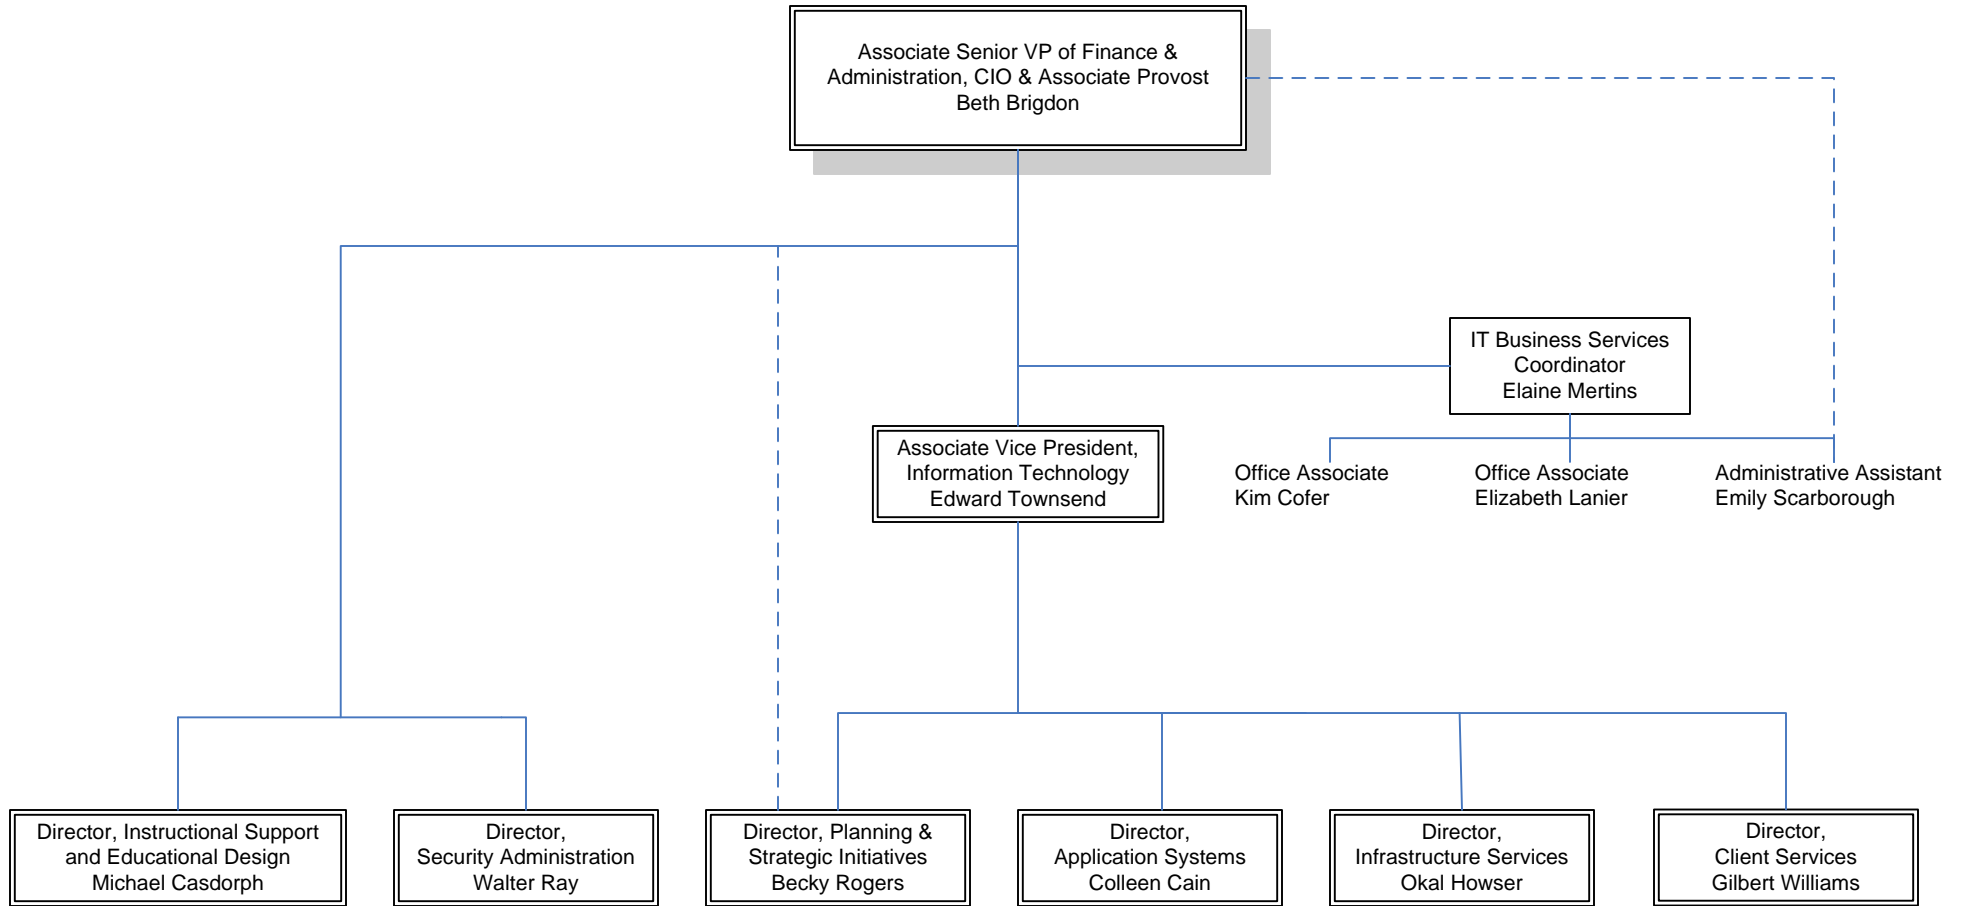 Associate Senior VP of Finance &
Administration, CIO & Associate Provost
Beth Brigdon
IT Business Services
Coordinator
Elaine Mertins
Associate Vice President,
Information Technology
Edward Townsend
Office Associate
Kim Cofer
Office Associate
Elizabeth Lanier
Administrative Assistant
Emily Scarborough
Director, Instructional Support
and Educational Design
Michael Casdorph
Director,
Security Administration
Walter Ray
Director, Planning &
Strategic Initiatives
Becky Rogers
Director,
Application Systems
Colleen Cain
Director,
Infrastructure Services
Okal Howser
Director,
Client Services
Gilbert Williams